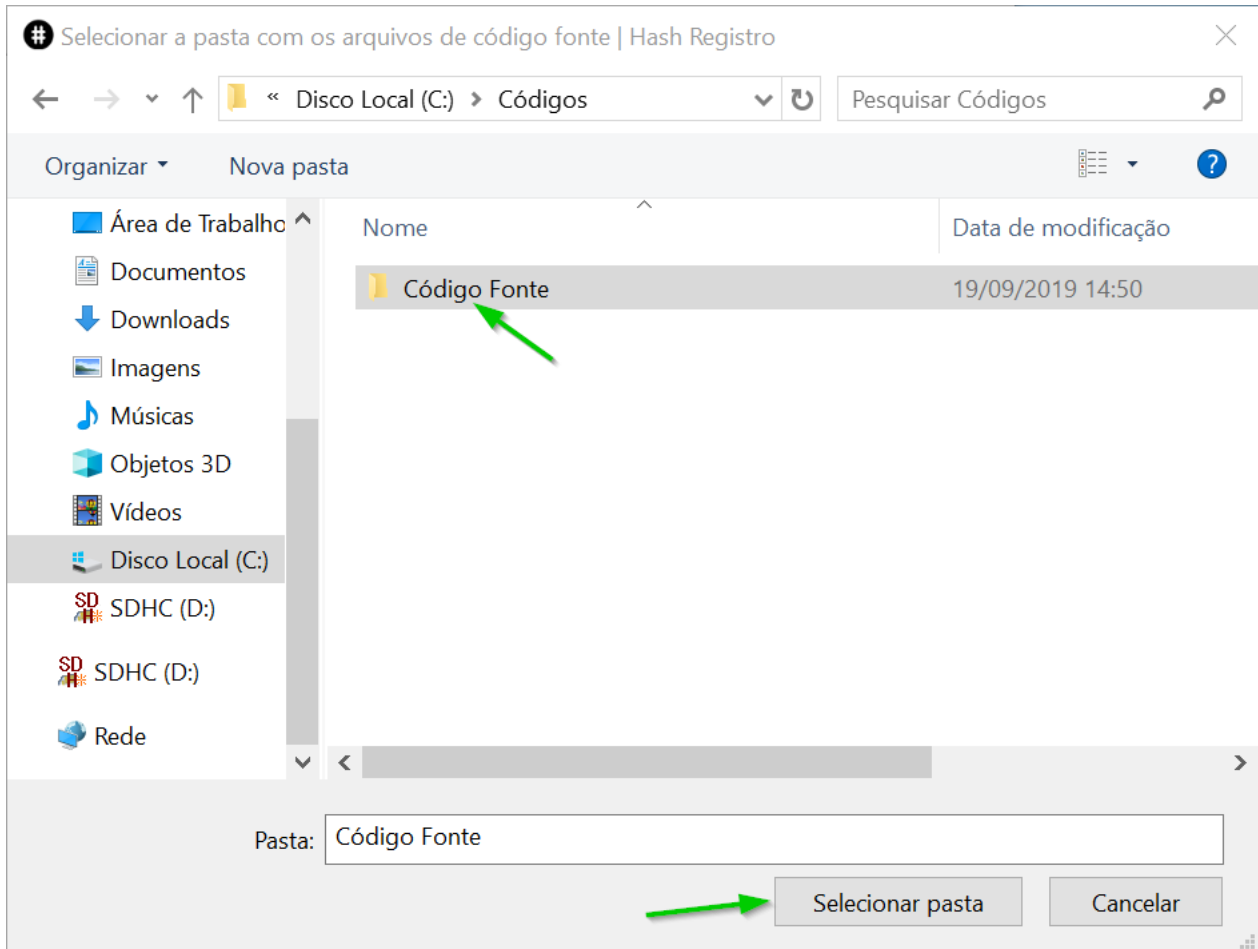 Selecionar a pasta com os arquivos de código fonte | Hash Registro
« Disco Local (C:) > Códigos
Pesquisar Códigos
Organizar
Nova pasta
?
Área de Trabalho
Documentos
Downloads
Imagens
Músicas
Objetos 3D
Vídeos
Disco Local (C:)
SD SDHC (D:)
SD SDHC (D:)
Rede
Nome
Data de modificação
Código Fonte
19/09/2019 14:50
Pasta:
Código Fonte
Selecionar pasta
Cancelar